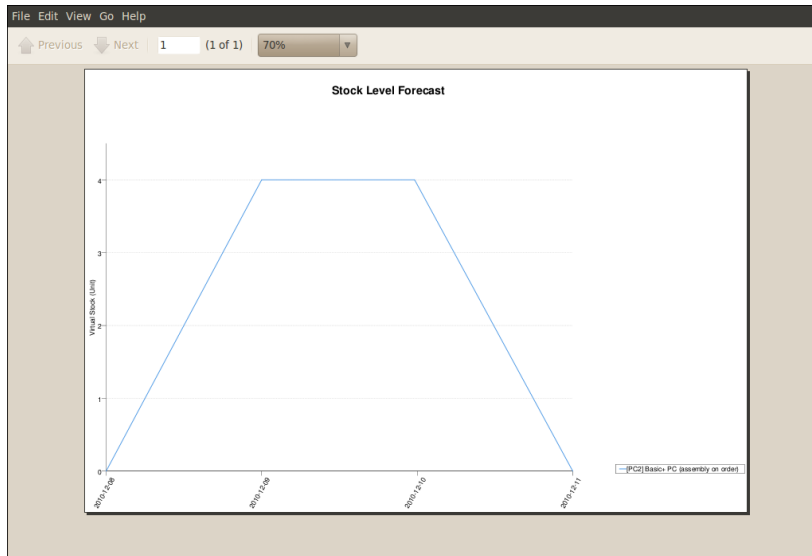 File Edit View Go Help
Previous Next 1 (1 of 1) 70%
Stock Level Forecast
Virtual Stock (Unit)
4
3
2
1
0
2010-12-08
2010-12-09
2010-12-10
2010-12-11
[PC2] Basic+ PC (assembly on order)